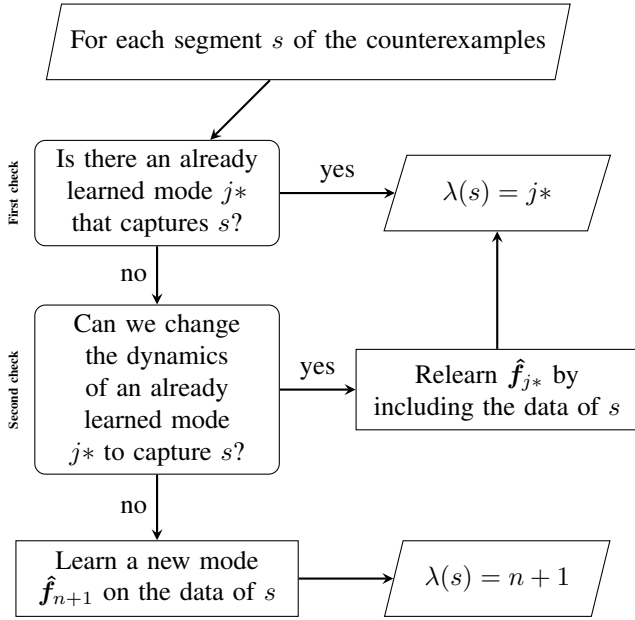 For each segment s of the counterexamples
First check
Is there an already
learned mode j∗
that captures s?
yes
λ(s) = j∗
no
Second check
Can we change
the dynamics
of an already
learned mode
j∗ to capture s?
yes
Relearn f̂_{j∗} by
including the data of s
no
Learn a new mode
f̂_{n+1} on the data of s
λ(s) = n + 1